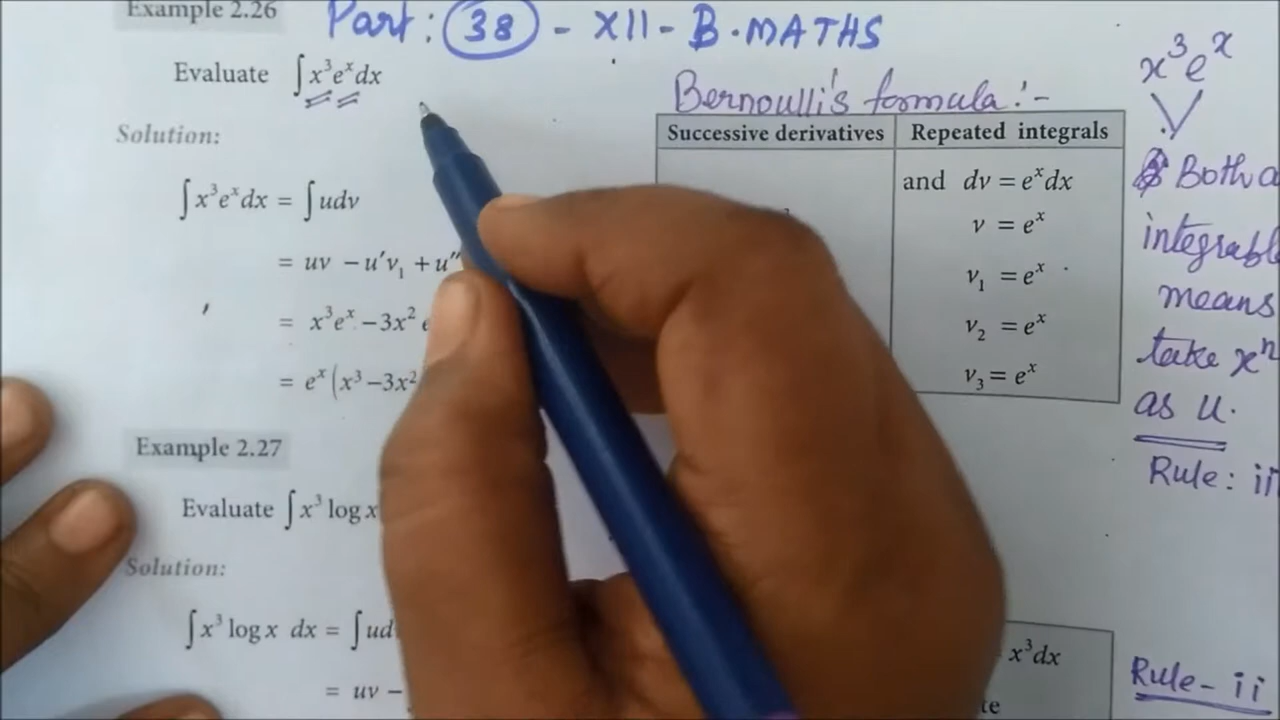 Example 2.26
Part: 38 - XII - B.MATHS
Evaluate ∫x³eˣdx
Solution:
∫x³eˣdx = ∫udv
= uv − u′v₁ + u″
= x³eˣ − 3x²
= eˣ(x³ − 3x²
Bernoulli's formula:-
Successive derivatives Repeated integrals
and dv = eˣdx
v = eˣ
v₁ = eˣ
v₂ = eˣ
v₃ = eˣ
x³eˣ
Both a
integrable
means
take xⁿ
as u.
Rule: ii
Example 2.27
Evaluate ∫x³ log x
Solution:
∫x³ log x dx = ∫ud
= uv −
x³dx
Rule - ii